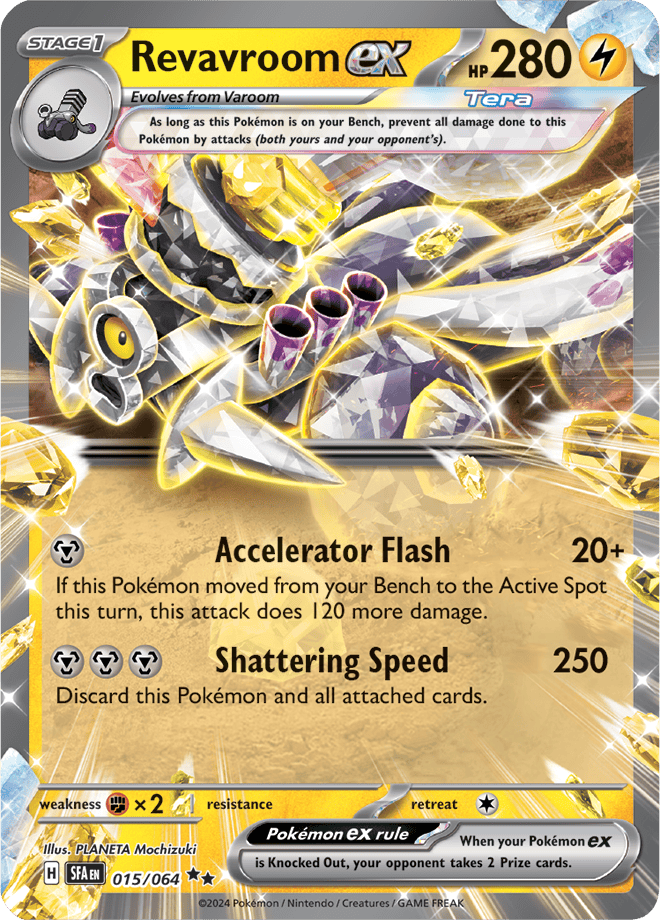 STAGE1 Revavroom ex HP 280
Evolves from Varoom Tera
As long as this Pokémon is on your Bench, prevent all damage done to this
Pokémon by attacks (both yours and your opponent's).
Accelerator Flash 20+
If this Pokémon moved from your Bench to the Active Spot
this turn, this attack does 120 more damage.
Shattering Speed 250
Discard this Pokémon and all attached cards.
weakness ×2 resistance retreat
Illus. PLANETA Mochizuki
Pokémon ex rule When your Pokémon ex
is Knocked Out, your opponent takes 2 Prize cards.
H SFA EN 015/064
©2024 Pokémon / Nintendo / Creatures / GAME FREAK